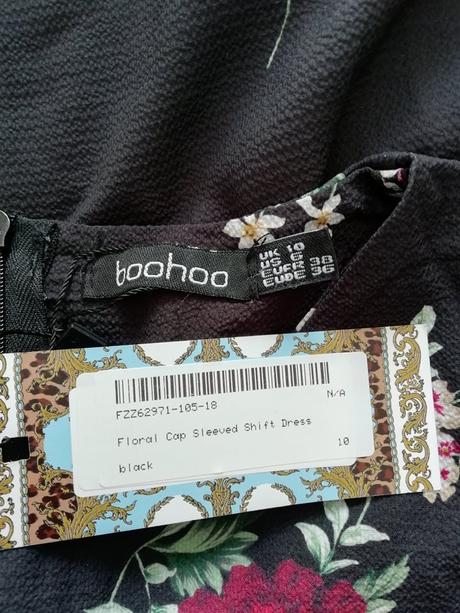 boohoo
UK 10
US 6
EUFR 38
EUDE 36
FZZ62971-105-18 N/A
Floral Cap Sleeved Shift Dress
10
black